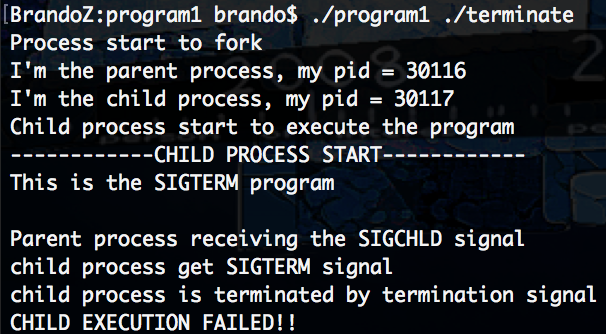 [BrandoZ:program1 brando$ ./program1 ./terminate
Process start to fork
I'm the parent process, my pid = 30116
I'm the child process, my pid = 30117
Child process start to execute the program
------------CHILD PROCESS START------------
This is the SIGTERM program

Parent process receiving the SIGCHLD signal
child process get SIGTERM signal
child process is terminated by termination signal
CHILD EXECUTION FAILED!!